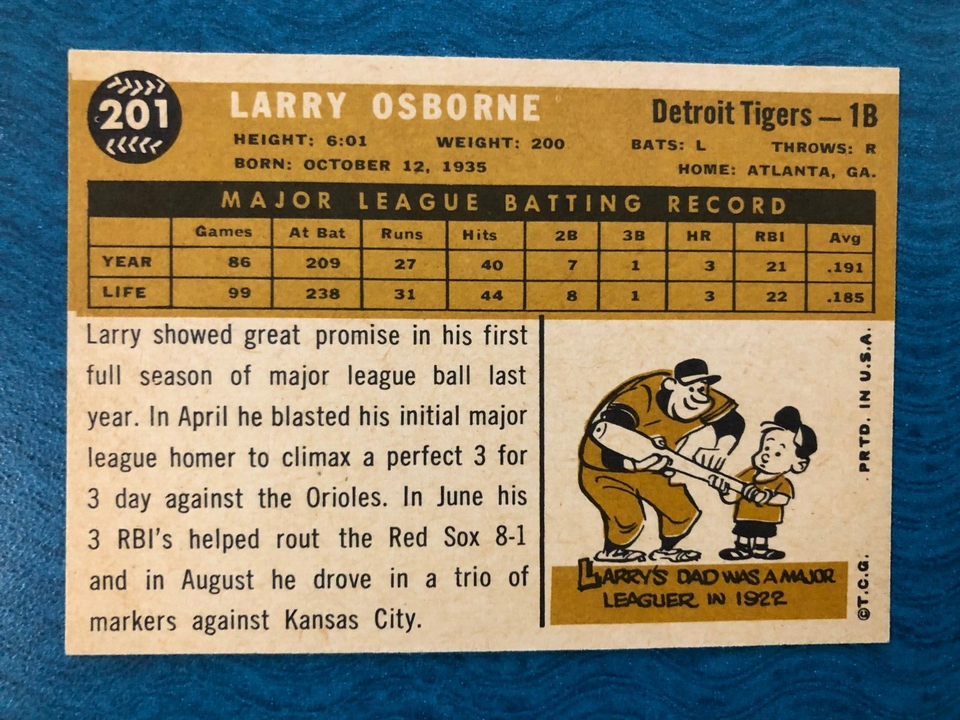 201
LARRY OSBORNE
Detroit Tigers — 1B
HEIGHT: 6:01 WEIGHT: 200 BATS: L THROWS: R
BORN: OCTOBER 12, 1935 HOME: ATLANTA, GA.
MAJOR LEAGUE BATTING RECORD
Games At Bat Runs Hits 2B 3B HR RBI Avg
YEAR 86 209 27 40 7 1 3 21 .191
LIFE 99 238 31 44 8 1 3 22 .185
Larry showed great promise in his first
full season of major league ball last
year. In April he blasted his initial major
league homer to climax a perfect 3 for
3 day against the Orioles. In June his
3 RBI's helped rout the Red Sox 8-1
and in August he drove in a trio of
markers against Kansas City.
LARRY'S DAD WAS A MAJOR
LEAGUER IN 1922
©T.C.G. PRTD. IN U.S.A.